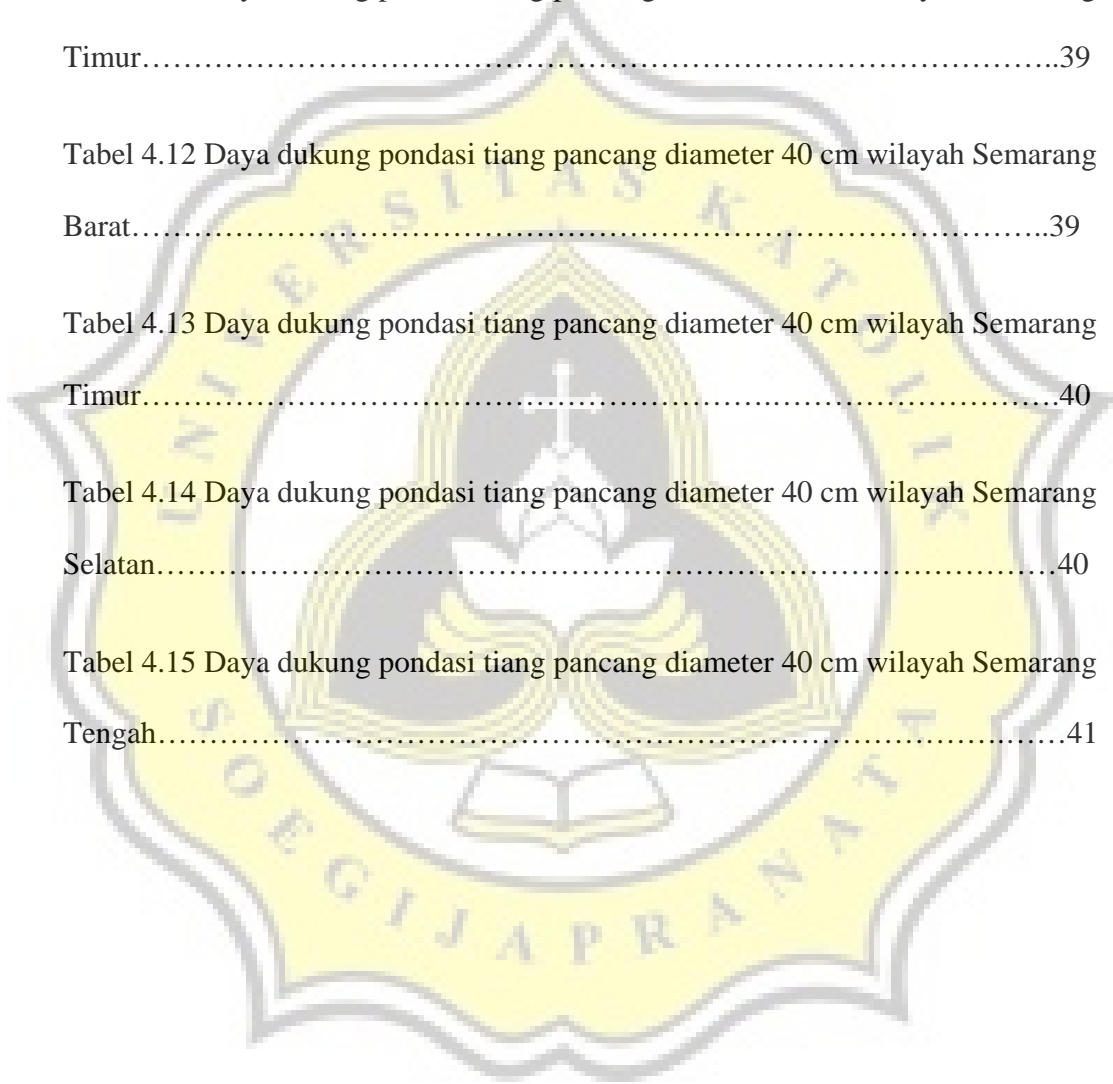 Timur……………………………………………………………………………..39
Tabel 4.12 Daya dukung pondasi tiang pancang diameter 40 cm wilayah Semarang
Barat……………………………………………………………………………..39
Tabel 4.13 Daya dukung pondasi tiang pancang diameter 40 cm wilayah Semarang
Timur……………………………………………………………………………40
Tabel 4.14 Daya dukung pondasi tiang pancang diameter 40 cm wilayah Semarang
Selatan……………………………………………………………………………40
Tabel 4.15 Daya dukung pondasi tiang pancang diameter 40 cm wilayah Semarang
Tengah……………………………………………………………………………41
UNIVERSITAS KATOLIK
SOEGIJAPRANATA